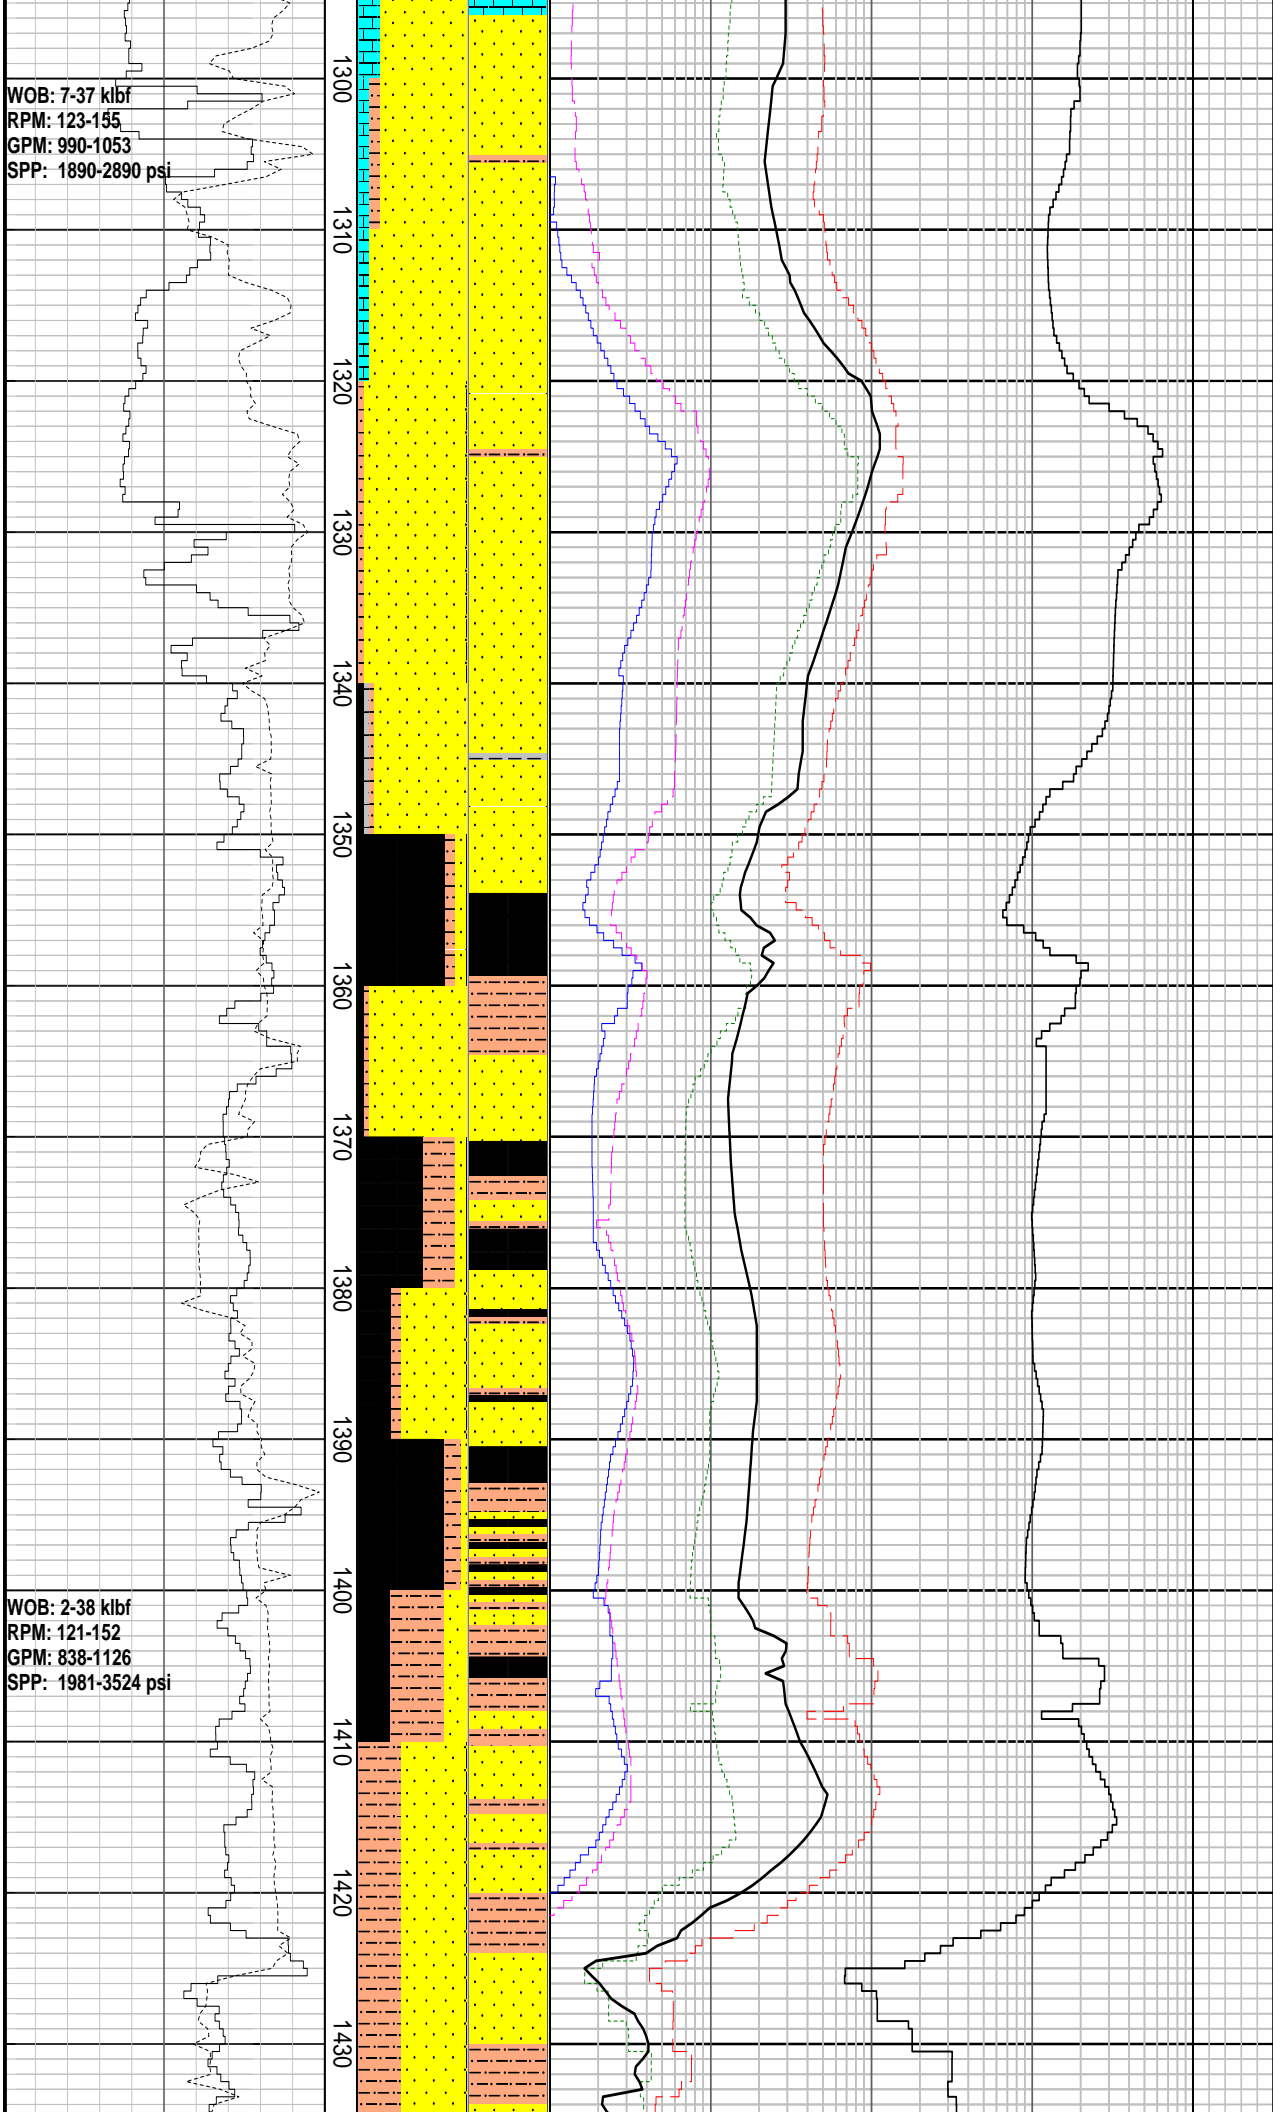 1300
WOB: 7-37 klbf
RPM: 123-155
GPM: 990-1053
SPP: 1890-2890 psi
1310
1320
1330
1340
1350
1360
1370
1380
1390
1400
WOB: 2-38 klbf
RPM: 121-152
GPM: 838-1126
SPP: 1981-3524 psi
1410
1420
1430